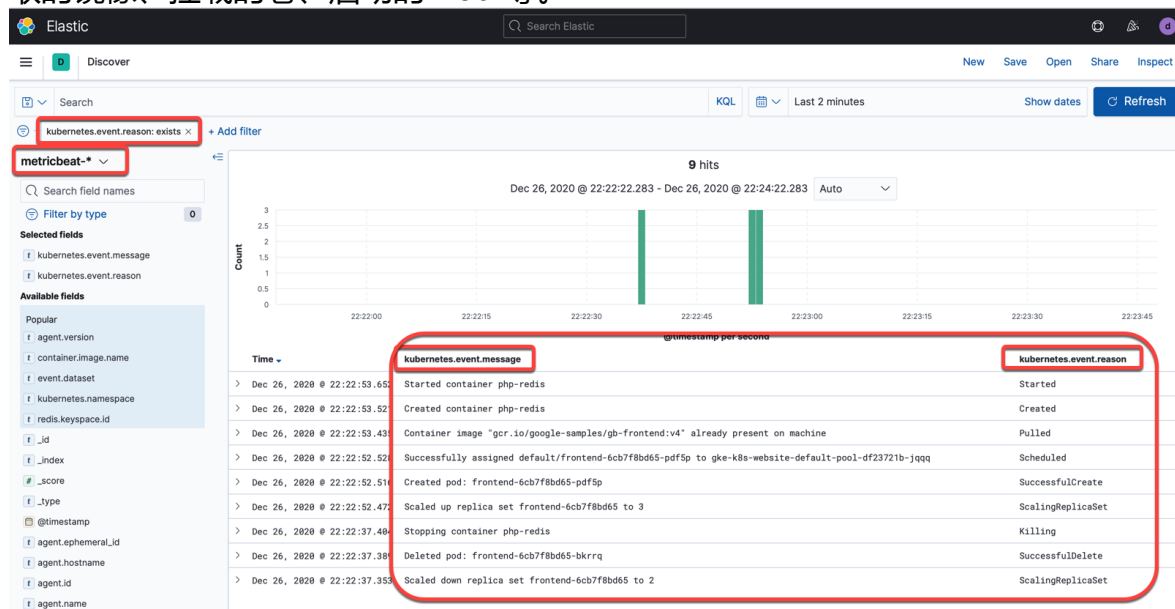 Elastic
Search Elastic
d
D Discover
New Save Open Share Inspect
Search
KQL
Last 2 minutes
Show dates
Refresh
kubernetes.event.reason: exists ×
+ Add filter
metricbeat-*
Search field names
Filter by type 0
Selected fields
t kubernetes.event.message
t kubernetes.event.reason
Available fields
Popular
t agent.version
t container.image.name
t event.dataset
t kubernetes.namespace
t redis.keyspace.id
t _id
t _index
# _score
t _type
@timestamp
t agent.ephemeral_id
t agent.hostname
t agent.id
t agent.name
9 hits
Dec 26, 2020 @ 22:22:22.283 - Dec 26, 2020 @ 22:24:22.283 Auto
Count
3
2.5
2
1.5
1
0.5
0
22:22:00 22:22:15 22:22:30 22:22:45 22:23:00 22:23:15 22:23:30 22:23:45
@timestamp per second
Time kubernetes.event.message kubernetes.event.reason
Dec 26, 2020 @ 22:22:53.652 Started container php-redis Started
Dec 26, 2020 @ 22:22:53.521 Created container php-redis Created
Dec 26, 2020 @ 22:22:53.435 Container image "gcr.io/google-samples/gb-frontend:v4" already present on machine Pulled
Dec 26, 2020 @ 22:22:52.528 Successfully assigned default/frontend-6cb7f8bd65-pdf5p to gke-k8s-website-default-pool-df23721b-jqqq Scheduled
Dec 26, 2020 @ 22:22:52.516 Created pod: frontend-6cb7f8bd65-pdf5p SuccessfulCreate
Dec 26, 2020 @ 22:22:52.472 Scaled up replica set frontend-6cb7f8bd65 to 3 ScalingReplicaSet
Dec 26, 2020 @ 22:22:37.404 Stopping container php-redis Killing
Dec 26, 2020 @ 22:22:37.389 Deleted pod: frontend-6cb7f8bd65-bkrrq SuccessfulDelete
Dec 26, 2020 @ 22:22:37.353 Scaled down replica set frontend-6cb7f8bd65 to 2 ScalingReplicaSet